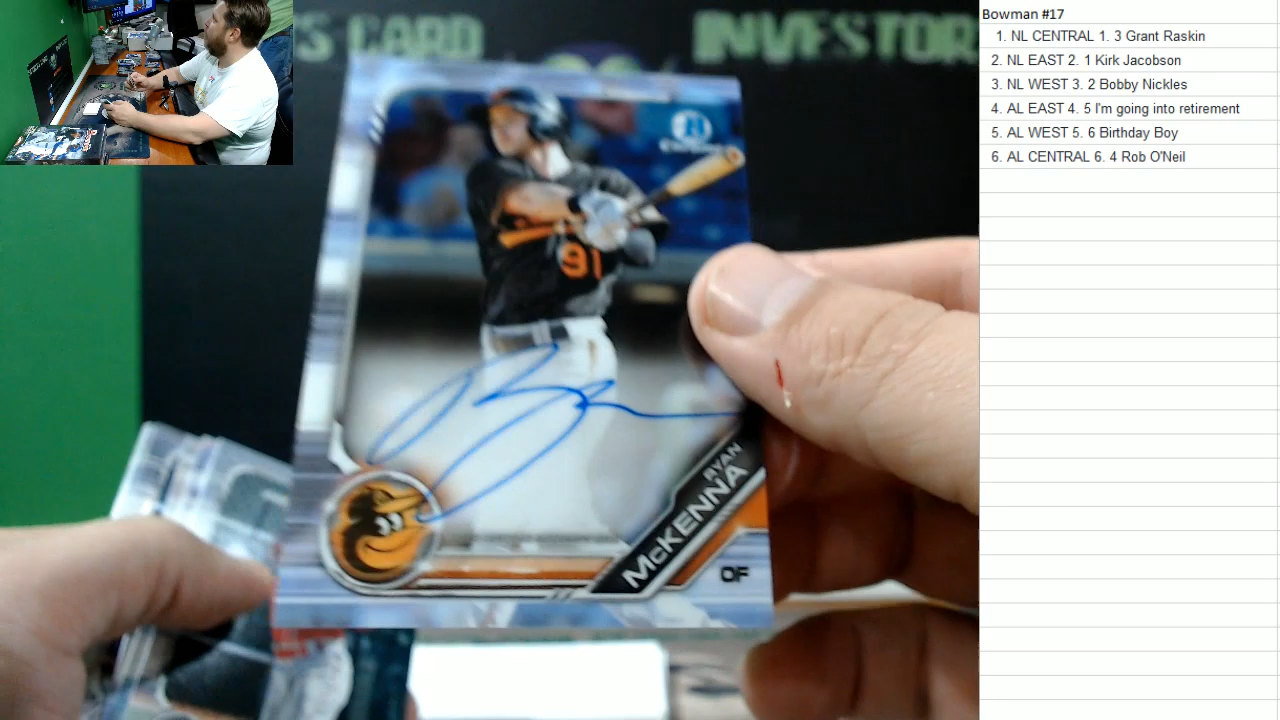 S CARD INVESTOR
91
RYAN
McKENNA
OF
Bowman #17
1. NL CENTRAL 1. 3 Grant Raskin
2. NL EAST 2. 1 Kirk Jacobson
3. NL WEST 3. 2 Bobby Nickles
4. AL EAST 4. 5 I'm going into retirement
5. AL WEST 5. 6 Birthday Boy
6. AL CENTRAL 6. 4 Rob O'Neil